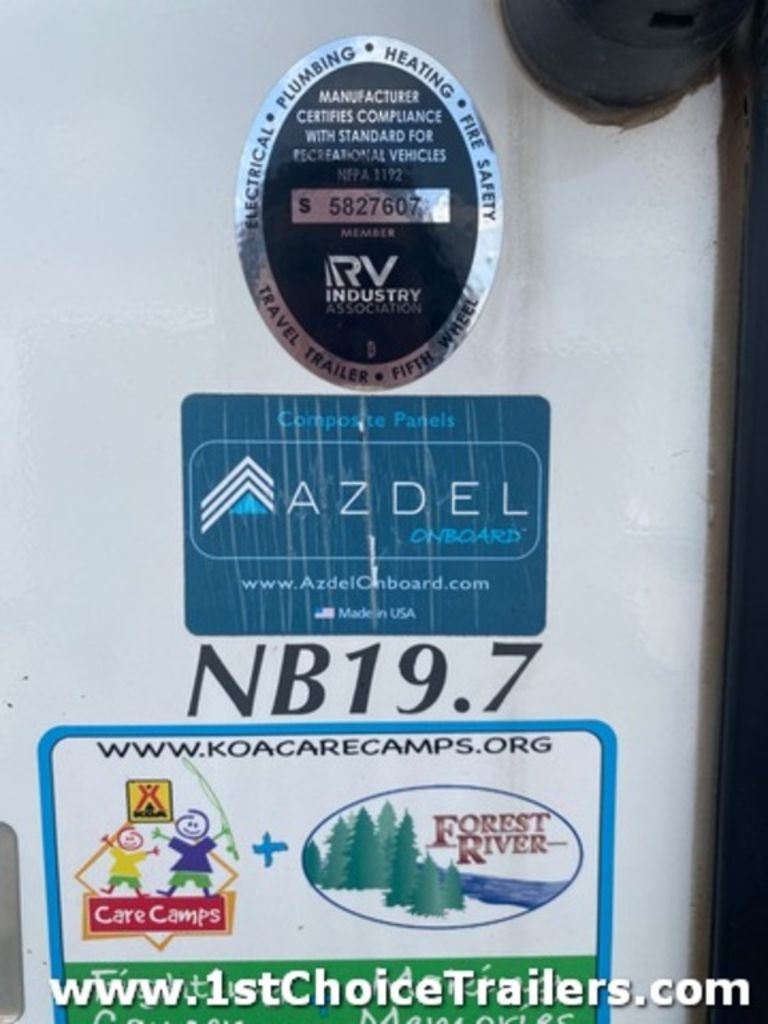 ELECTRICAL • PLUMBING • HEATING • FIRE SAFETY
MANUFACTURER
CERTIFIES COMPLIANCE
WITH STANDARD FOR
RECREATIONAL VEHICLES
NFPA 1192
S 5827607
MEMBER
RV
INDUSTRY
ASSOCIATION
TRAVEL TRAILER • FIFTH WHEEL
Composite Panels
AZDEL
ONBOARD™
www.AzdelOnboard.com
Made in USA
NB19.7
WWW.KOACARECAMPS.ORG
KOA
+
FOREST
RIVER
Care Camps
www.1stChoiceTrailers.com
Memories